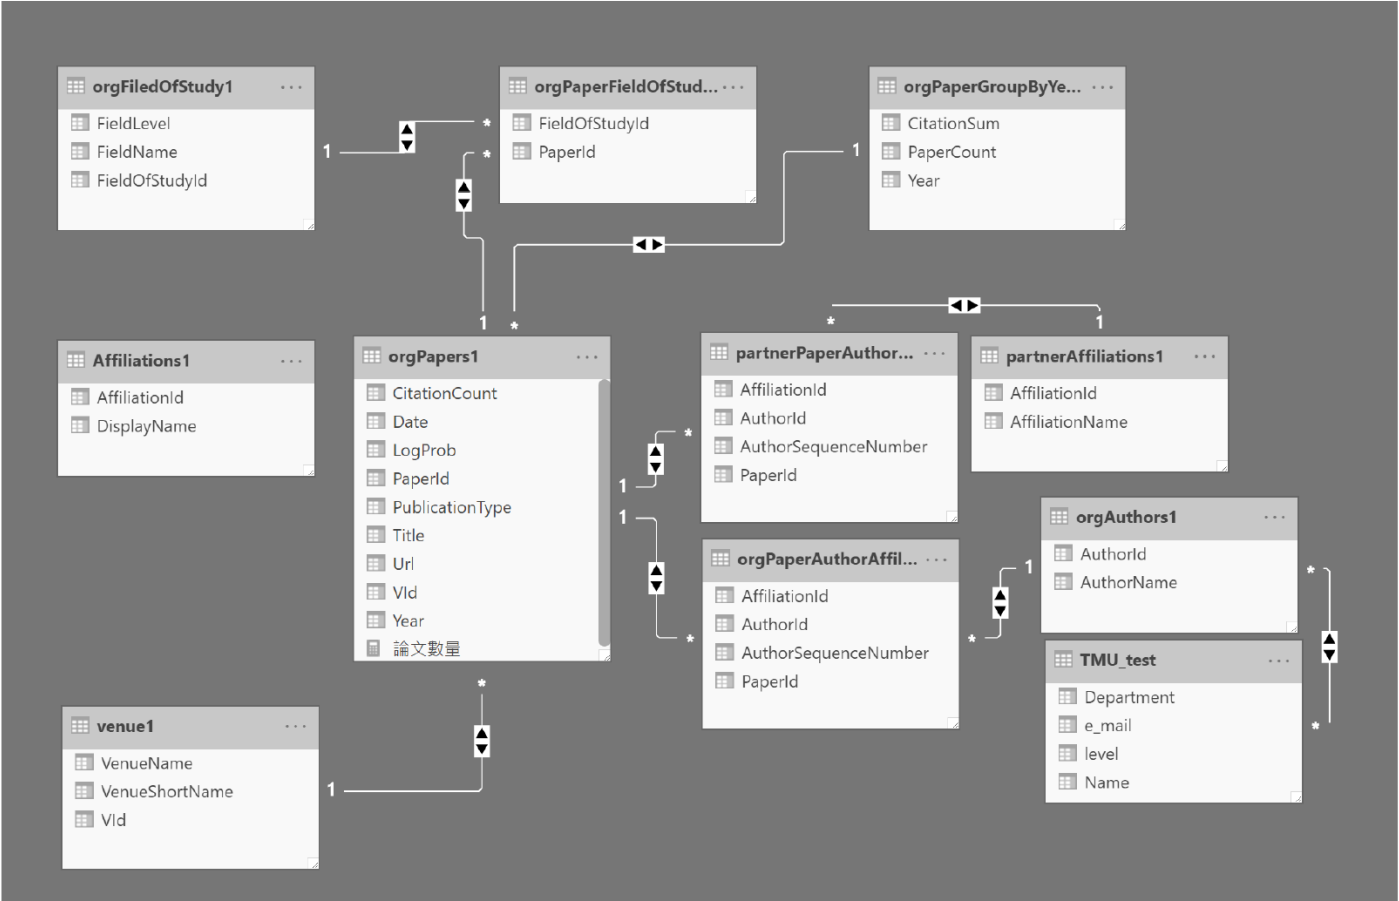 orgFiledOfStudy1 ...
FieldLevel
FieldName
FieldOfStudyId
1
*
*
orgPaperFieldOfStud... ...
FieldOfStudyId
PaperId
orgPaperGroupByYe... ...
CitationSum
PaperCount
Year
1
Affiliations1 ...
AffiliationId
DisplayName
1
*
orgPapers1 ...
CitationCount
Date
LogProb
PaperId
PublicationType
Title
Url
VId
Year
論文數量
*
1
partnerPaperAuthor... ...
AffiliationId
AuthorId
AuthorSequenceNumber
PaperId
partnerAffiliations1 ...
AffiliationId
AffiliationName
*
1
1
*
orgPaperAuthorAffil... ...
AffiliationId
AuthorId
AuthorSequenceNumber
PaperId
1
*
orgAuthors1 ...
AuthorId
AuthorName
*
*
TMU_test ...
Department
e_mail
level
Name
venue1 ...
VenueName
VenueShortName
VId
1
*